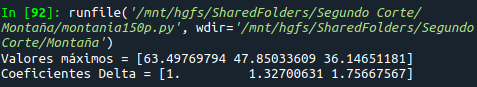 In [92]: runfile('/mnt/hgfs/SharedFolders/Segundo Corte/
Montaña/montania150p.py', wdir='/mnt/hgfs/SharedFolders/Segundo
Corte/Montaña')
Valores máximos = [63.49769794 47.85033609 36.14651181]
Coeficientes Delta = [1.         1.32700631 1.75667567]